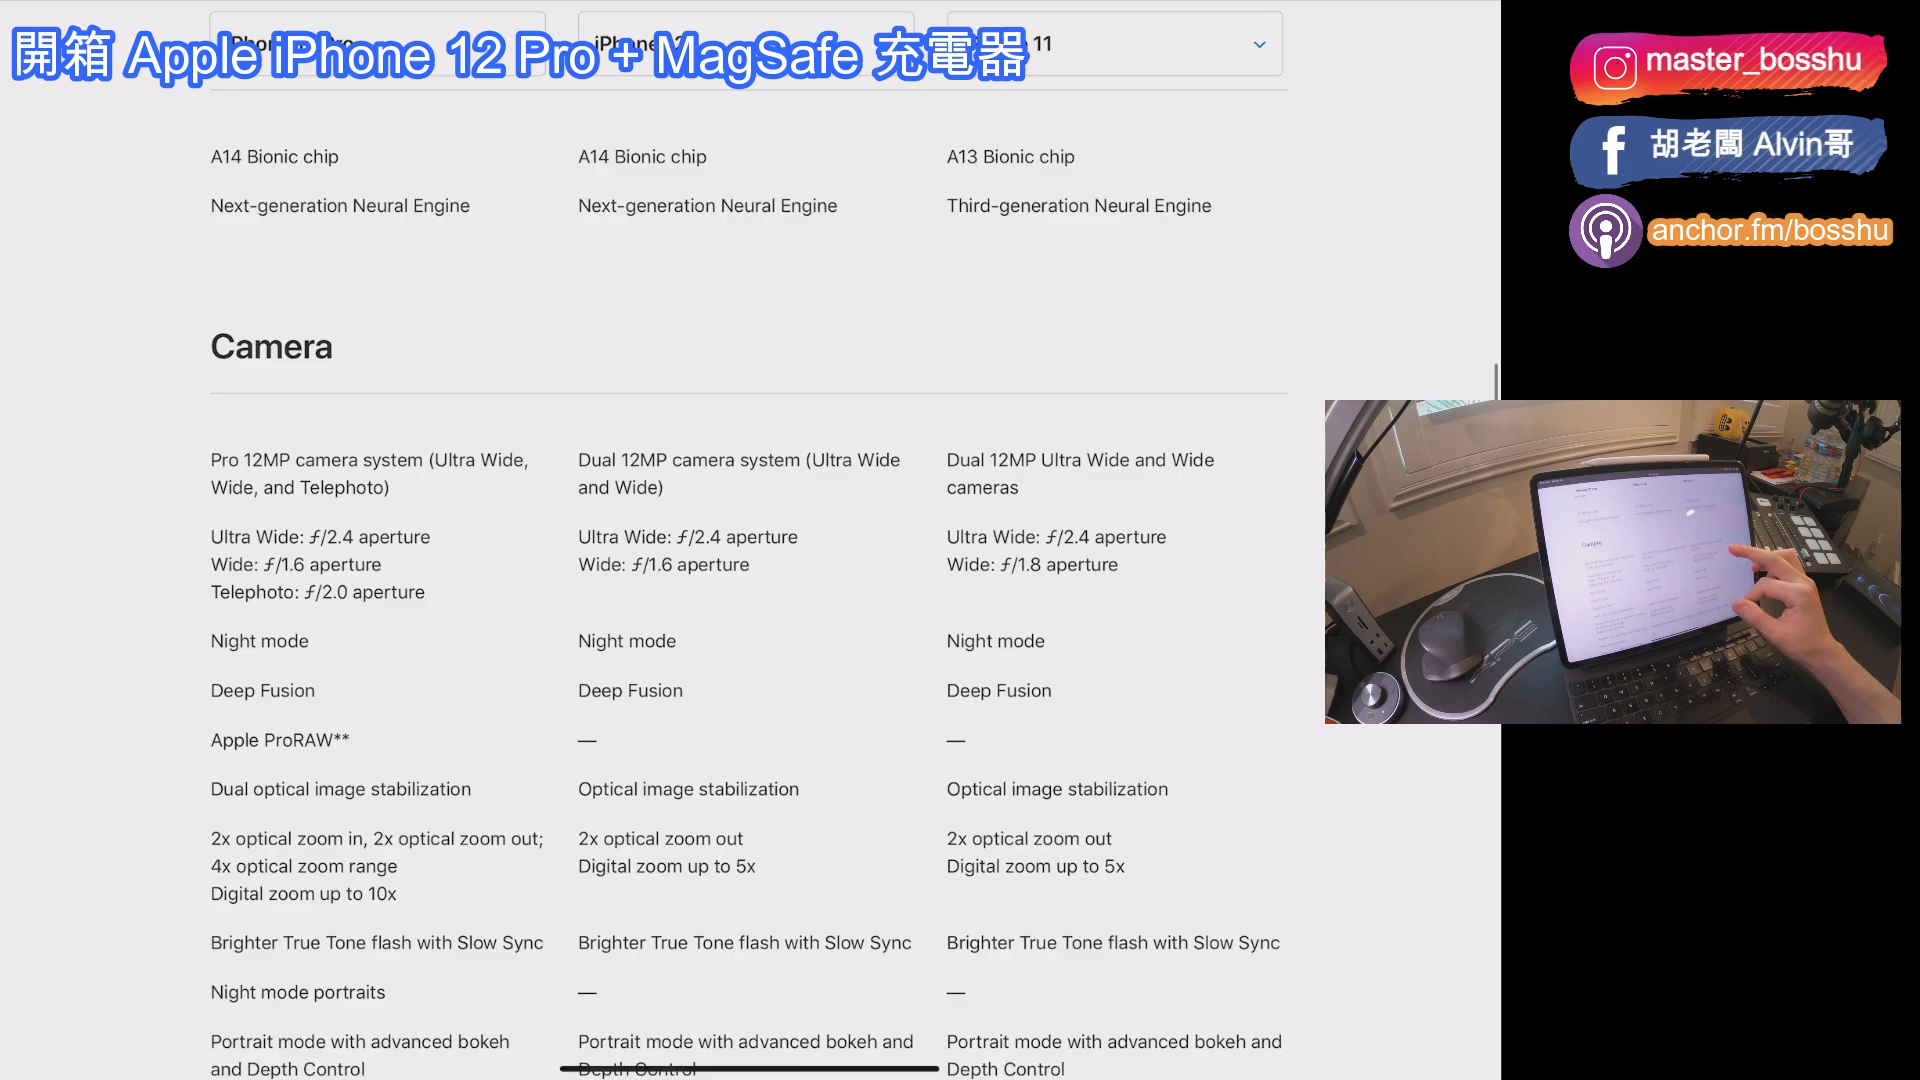 開箱 Apple iPhone 12 Pro + MagSafe 充電器
11
master_bosshu
胡老闆 Alvin哥
anchor.fm/bosshu
A14 Bionic chip
A14 Bionic chip
A13 Bionic chip
Next-generation Neural Engine
Next-generation Neural Engine
Third-generation Neural Engine
Camera
Pro 12MP camera system (Ultra Wide,
Wide, and Telephoto)
Dual 12MP camera system (Ultra Wide
and Wide)
Dual 12MP Ultra Wide and Wide
cameras
Ultra Wide: ƒ/2.4 aperture
Wide: ƒ/1.6 aperture
Telephoto: ƒ/2.0 aperture
Ultra Wide: ƒ/2.4 aperture
Wide: ƒ/1.6 aperture
Ultra Wide: ƒ/2.4 aperture
Wide: ƒ/1.8 aperture
Night mode
Night mode
Night mode
Deep Fusion
Deep Fusion
Deep Fusion
Apple ProRAW**
—
—
Dual optical image stabilization
Optical image stabilization
Optical image stabilization
2x optical zoom in, 2x optical zoom out;
4x optical zoom range
Digital zoom up to 10x
2x optical zoom out
Digital zoom up to 5x
2x optical zoom out
Digital zoom up to 5x
Brighter True Tone flash with Slow Sync
Brighter True Tone flash with Slow Sync
Brighter True Tone flash with Slow Sync
Night mode portraits
—
—
Portrait mode with advanced bokeh
and Depth Control
Portrait mode with advanced bokeh and
Depth Control
Portrait mode with advanced bokeh and
Depth Control